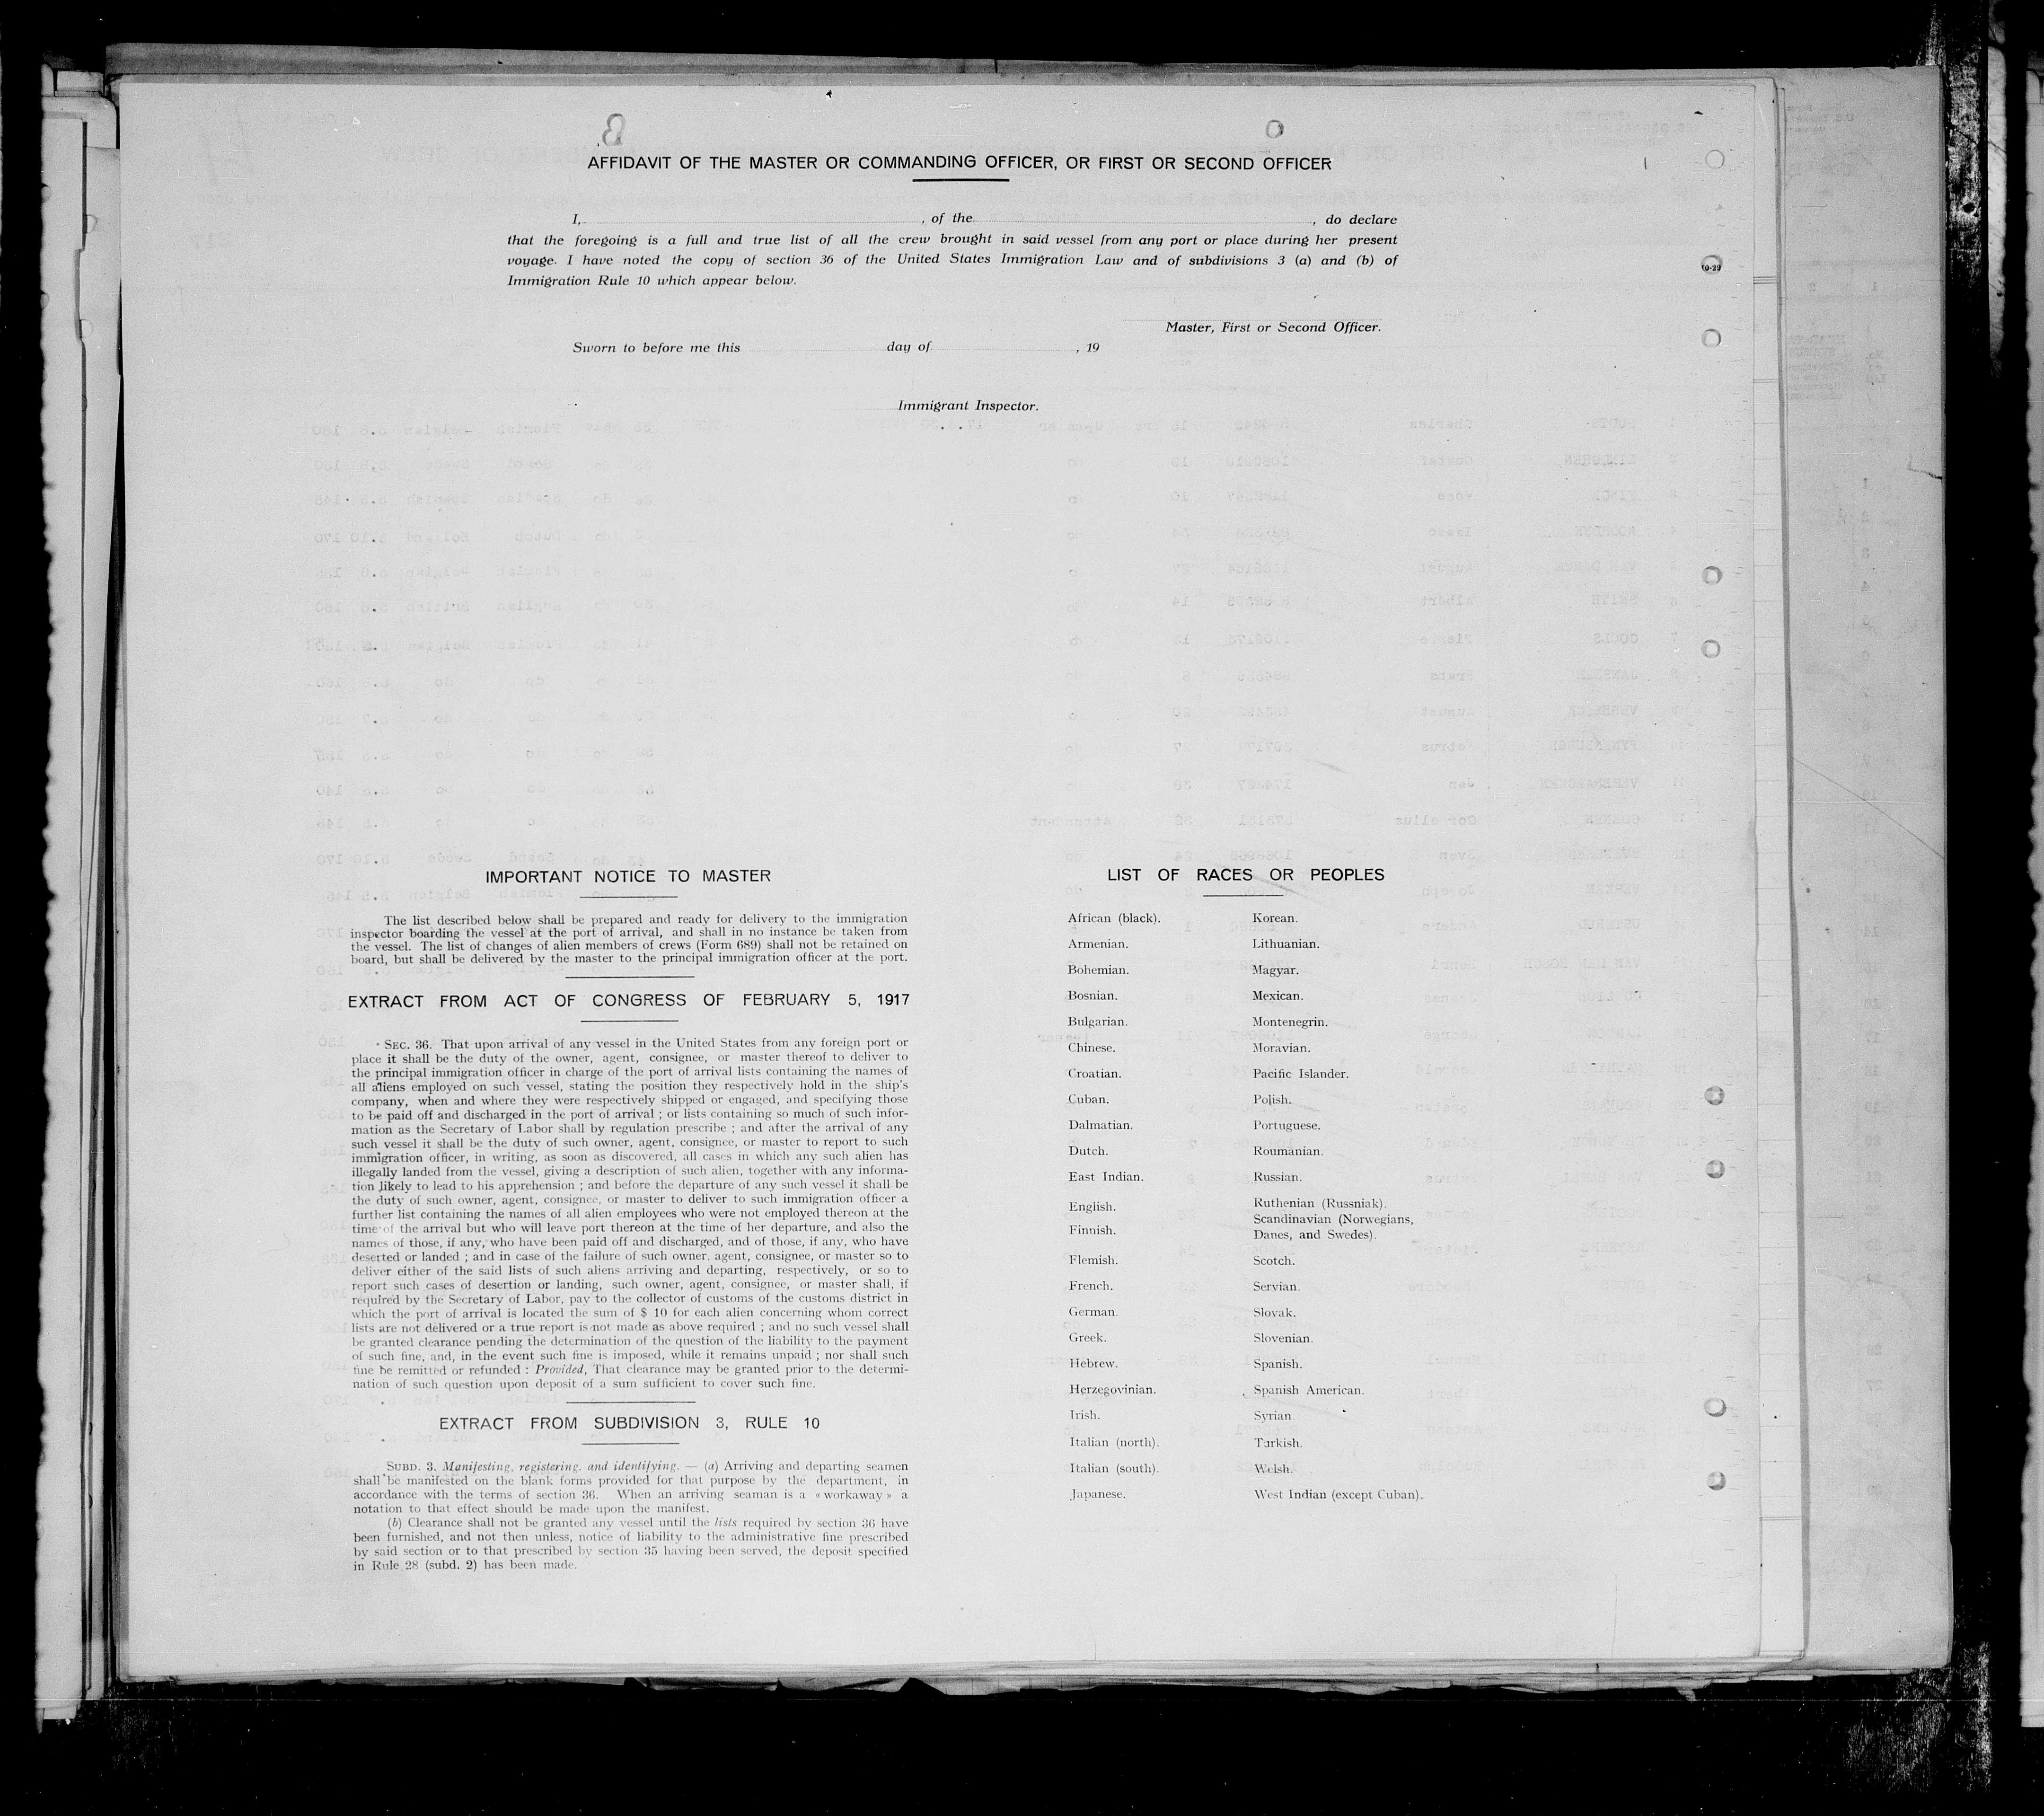 AFFIDAVIT OF THE MASTER OR COMMANDING OFFICER, OR FIRST OR SECOND OFFICER
I, , of the , do declare
that the foregoing is a full and true list of all the crew brought in said vessel from any port or place during her present
voyage. I have noted the copy of section 36 of the United States Immigration Law and of subdivisions 3 (a) and (b) of
Immigration Rule 10 which appear below.
Master, First or Second Officer.
Sworn to before me this day of , 19
Immigrant Inspector.
IMPORTANT NOTICE TO MASTER
The list described below shall be prepared and ready for delivery to the immigration
inspector boarding the vessel at the port of arrival, and shall in no instance be taken from
the vessel. The list of changes of alien members of crews (Form 689) shall not be retained on
board, but shall be delivered by the master to the principal immigration officer at the port.
EXTRACT FROM ACT OF CONGRESS OF FEBRUARY 5, 1917
SEC. 36. That upon arrival of any vessel in the United States from any foreign port or
place it shall be the duty of the owner, agent, consignee, or master thereof to deliver to
the principal immigration officer in charge of the port of arrival lists containing the names of
all aliens employed on such vessel, stating the position they respectively hold in the ship's
company, when and where they were respectively shipped or engaged, and specifying those
to be paid off and discharged in the port of arrival ; or lists containing so much of such infor-
mation as the Secretary of Labor shall by regulation prescribe ; and after the arrival of any
such vessel it shall be the duty of such owner, agent, consignee, or master to report to such
immigration officer, in writing, as soon as discovered, all cases in which any such alien has
illegally landed from the vessel, giving a description of such alien, together with any informa-
tion likely to lead to his apprehension ; and before the departure of any such vessel it shall be
the duty of such owner, agent, consignee, or master to deliver to such immigration officer a
further list containing the names of all alien employees who were not employed thereon at the
time of the arrival but who will leave port thereon at the time of her departure, and also the
names of those, if any, who have been paid off and discharged, and of those, if any, who have
deserted or landed ; and in case of the failure of such owner, agent, consignee, or master so to
deliver either of the said lists of such aliens arriving and departing, respectively, or so to
report such cases of desertion or landing, such owner, agent, consignee, or master shall, if
required by the Secretary of Labor, pay to the collector of customs of the customs district in
which the port of arrival is located the sum of $ 10 for each alien concerning whom correct
lists are not delivered or a true report is not made as above required ; and no such vessel shall
be granted clearance pending the determination of the question of the liability to the payment
of such fine, and, in the event such fine is imposed, while it remains unpaid ; nor shall such
fine be remitted or refunded : Provided, That clearance may be granted prior to the determi-
nation of such question upon deposit of a sum sufficient to cover such fine.
EXTRACT FROM SUBDIVISION 3, RULE 10
SUBD. 3. Manifesting, registering, and identifying. — (a) Arriving and departing seamen
shall be manifested on the blank forms provided for that purpose by the department, in
accordance with the terms of section 36. When an arriving seaman is a « workaway » a
notation to that effect should be made upon the manifest.
(b) Clearance shall not be granted any vessel until the lists required by section 36 have
been furnished, and not then unless, notice of liability to the administrative fine prescribed
by said section or to that prescribed by section 35 having been served, the deposit specified
in Rule 28 (subd. 2) has been made.
LIST OF RACES OR PEOPLES
African (black).
Armenian.
Bohemian.
Bosnian.
Bulgarian.
Chinese.
Croatian.
Cuban.
Dalmatian.
Dutch.
East Indian.
English.
Finnish.
Flemish.
French.
German.
Greek.
Hebrew.
Herzegovinian.
Irish.
Italian (north).
Italian (south).
Japanese.
Korean.
Lithuanian.
Magyar.
Mexican.
Montenegrin.
Moravian.
Pacific Islander.
Polish.
Portuguese.
Roumanian.
Russian.
Ruthenian (Russniak).
Scandinavian (Norwegians,
Danes, and Swedes).
Scotch.
Servian.
Slovak.
Slovenian.
Spanish.
Spanish American.
Syrian
Turkish.
Welsh.
West Indian (except Cuban).